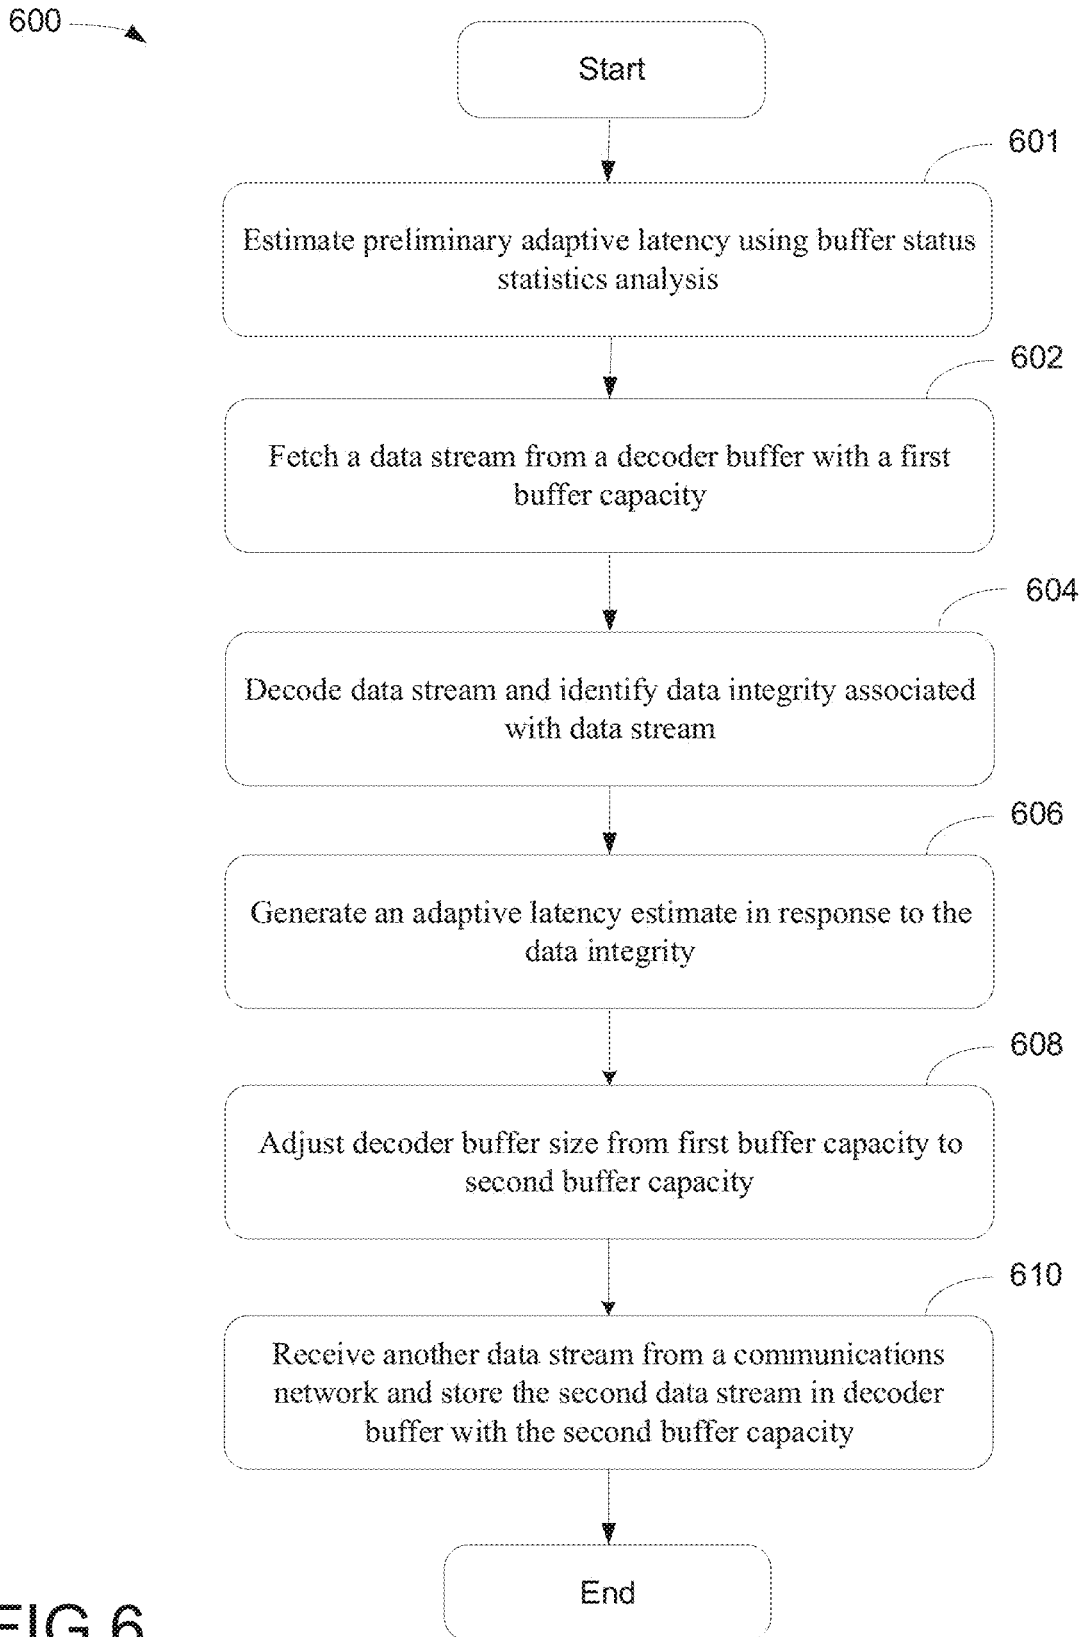 600
Start
601
Estimate preliminary adaptive latency using buffer status
statistics analysis
602
Fetch a data stream from a decoder buffer with a first
buffer capacity
604
Decode data stream and identify data integrity associated
with data stream
606
Generate an adaptive latency estimate in response to the
data integrity
608
Adjust decoder buffer size from first buffer capacity to
second buffer capacity
610
Receive another data stream from a communications
network and store the second data stream in decoder
buffer with the second buffer capacity
End
FIG 6